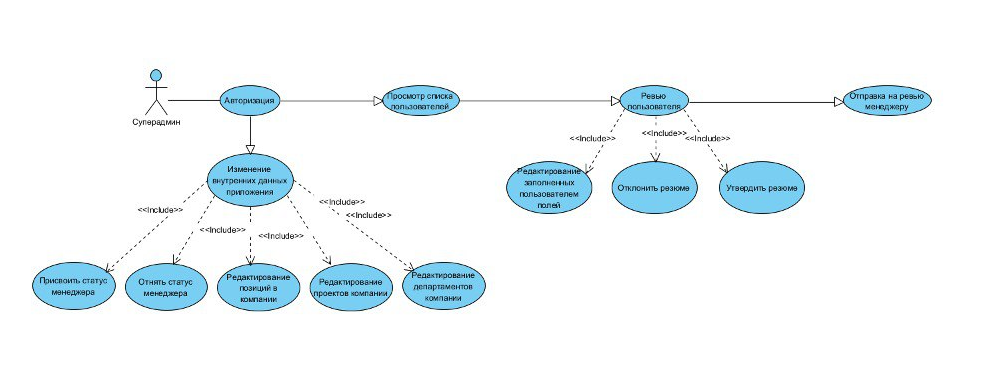 Суперадмин
Авторизация
Просмотр списка
пользователей
Ревью
пользователя
Отправка на ревью
менеджеру
<<Include>>
<<Include>>
<<Include>>
Редактирование
заполненных
пользователем
полей
Отклонить резюме
Утвердить резюме
Изменение
внутренних данных
приложения
<<Include>>
<<Include>>
<<Include>>
<<Include>>
<<Include>>
Присвоить статус
менеджера
Отнять статус
менеджера
Редактирование
позиций в
компании
Редактирование
проектов компании
Редактирование
департаментов
компании